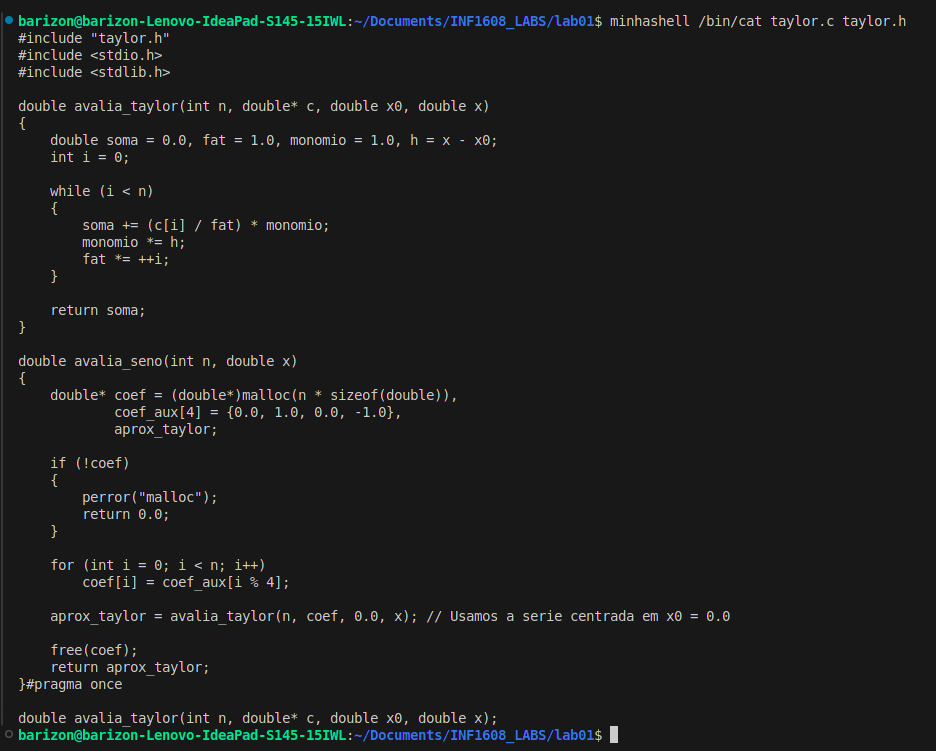 barizon@barizon-Lenovo-IdeaPad-S145-15IWL:~/Documents/INF1608_LABS/lab01$ minhashell /bin/cat taylor.c taylor.h
#include "taylor.h"
#include <stdio.h>
#include <stdlib.h>

double avalia_taylor(int n, double* c, double x0, double x)
{
    double soma = 0.0, fat = 1.0, monomio = 1.0, h = x - x0;
    int i = 0;

    while (i < n)
    {
        soma += (c[i] / fat) * monomio;
        monomio *= h;
        fat *= ++i;
    }

    return soma;
}

double avalia_seno(int n, double x)
{
    double* coef = (double*)malloc(n * sizeof(double)),
            coef_aux[4] = {0.0, 1.0, 0.0, -1.0},
            aprox_taylor;

    if (!coef)
    {
        perror("malloc");
        return 0.0;
    }

    for (int i = 0; i < n; i++)
        coef[i] = coef_aux[i % 4];

    aprox_taylor = avalia_taylor(n, coef, 0.0, x); // Usamos a serie centrada em x0 = 0.0

    free(coef);
    return aprox_taylor;
}#pragma once

double avalia_taylor(int n, double* c, double x0, double x);
barizon@barizon-Lenovo-IdeaPad-S145-15IWL:~/Documents/INF1608_LABS/lab01$